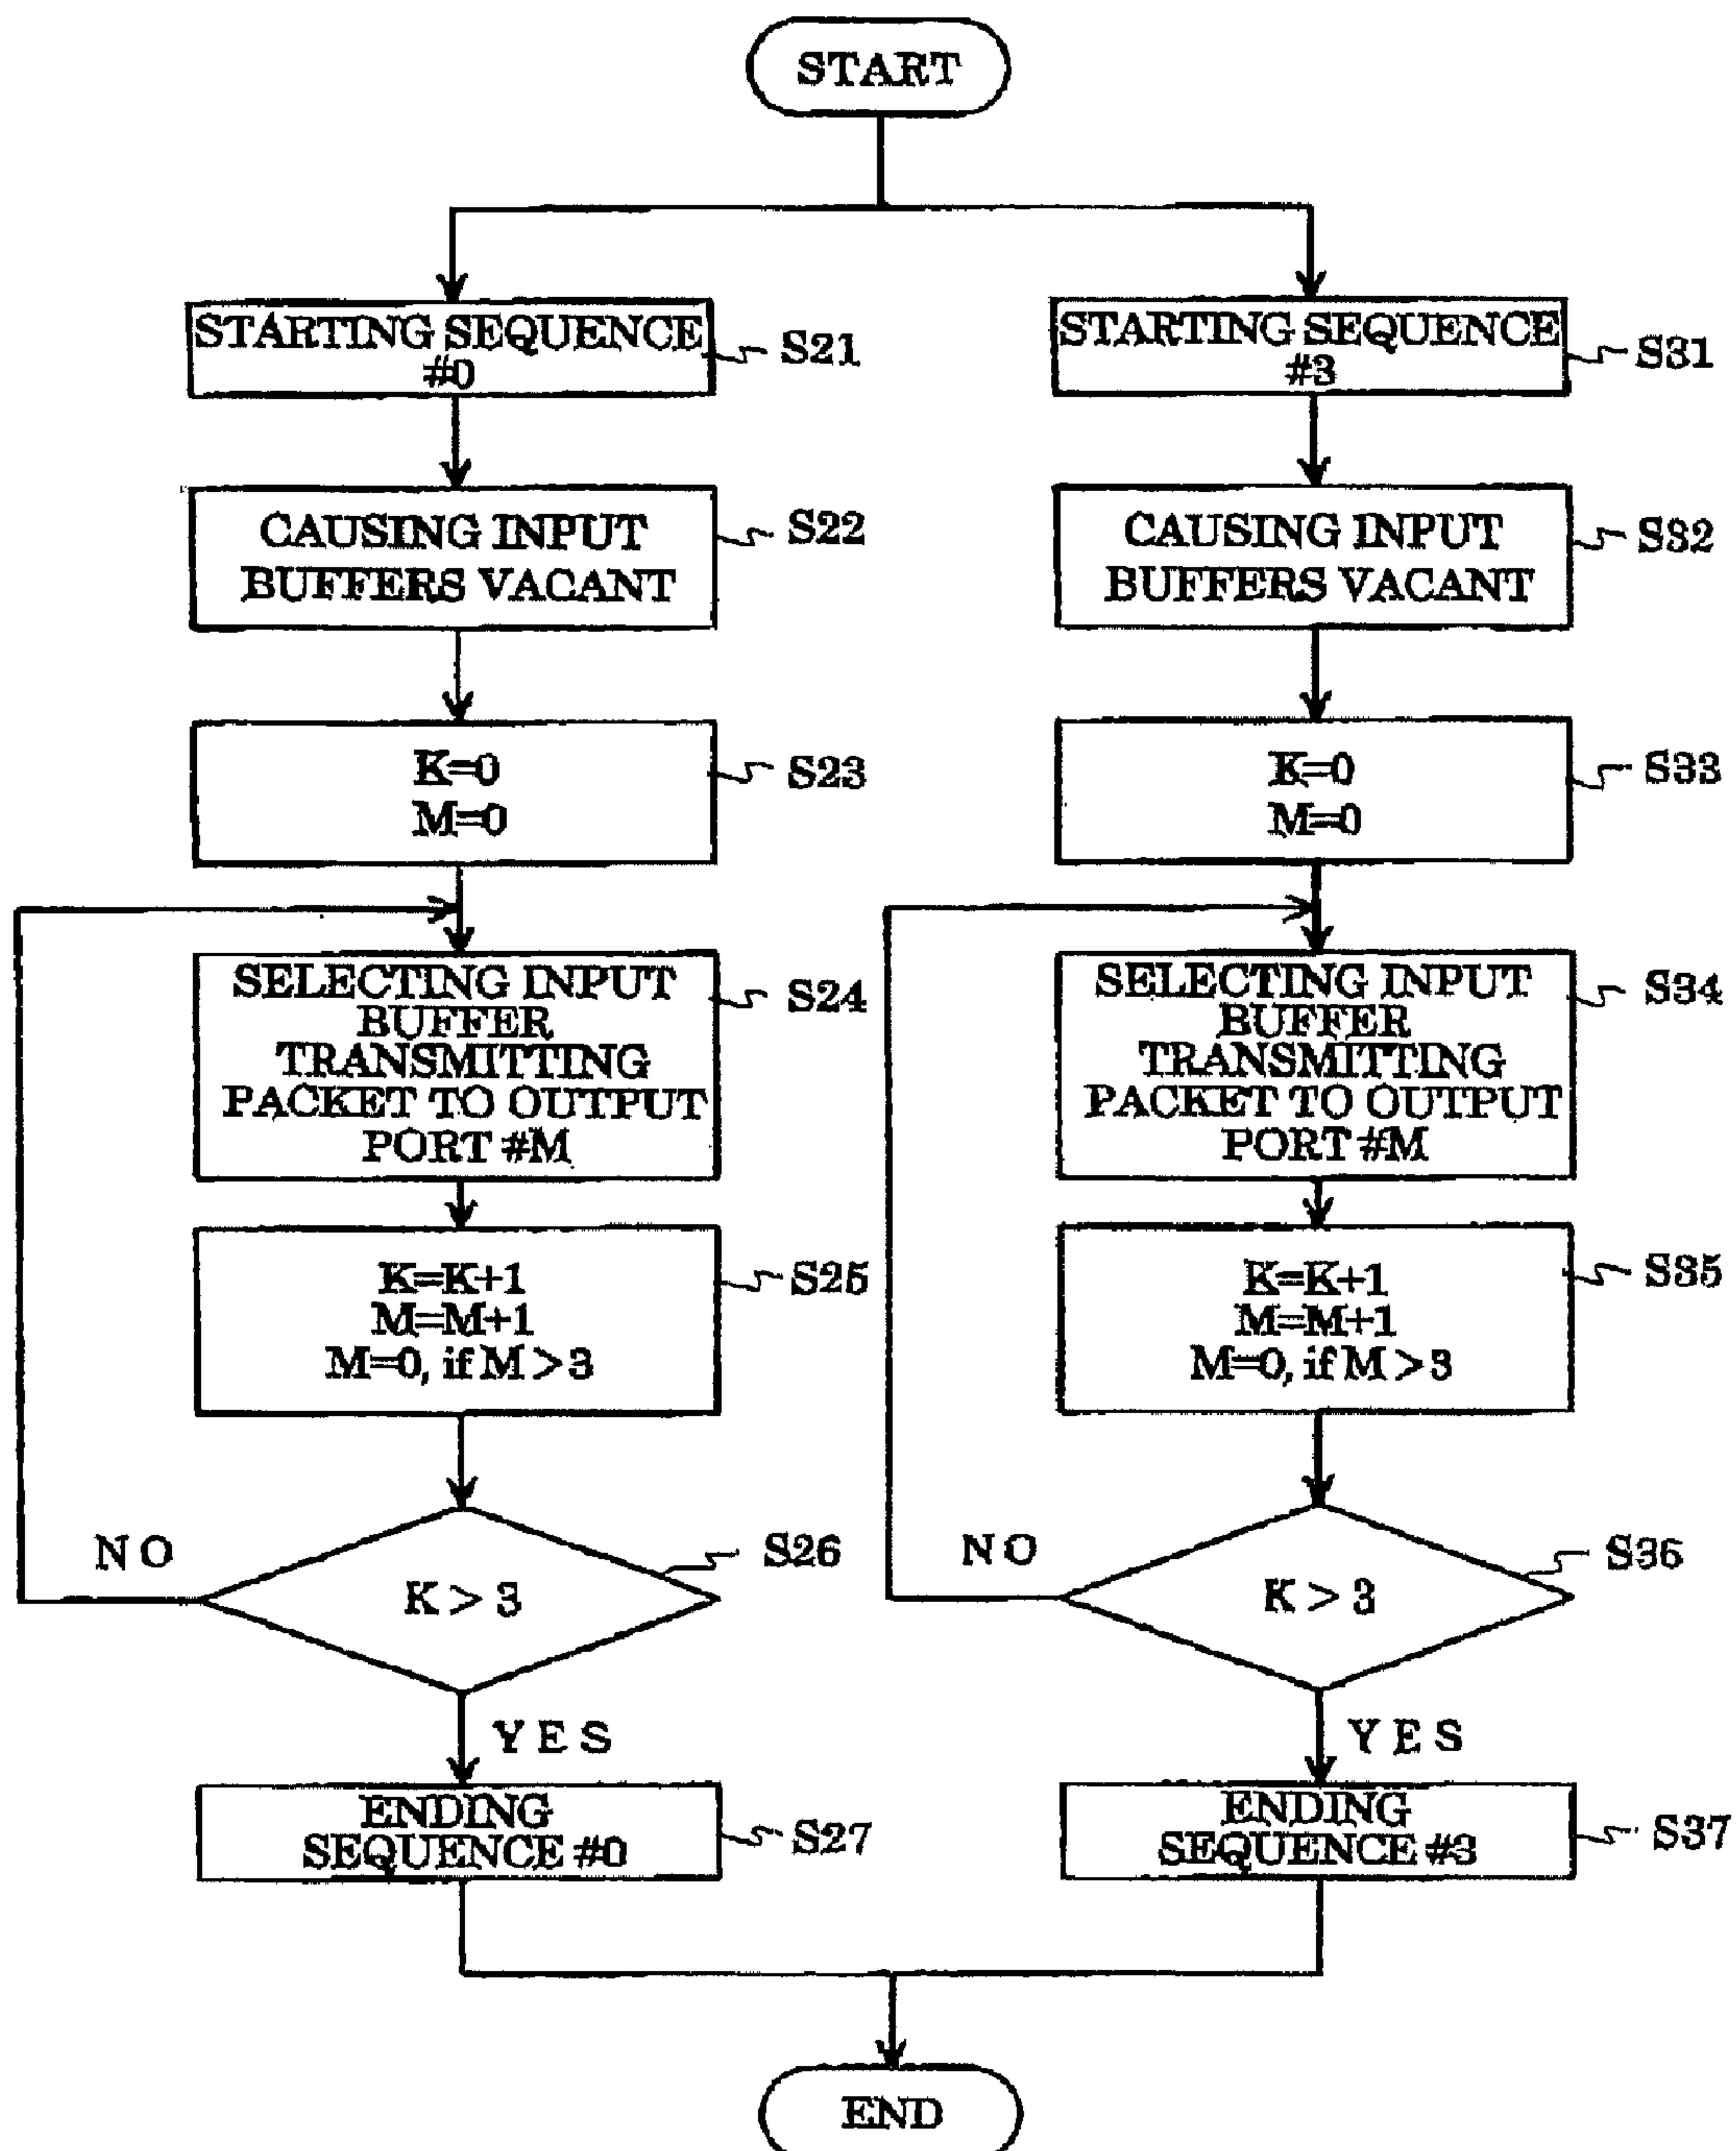 START
STARTING SEQUENCE
#0
S21
CAUSING INPUT
BUFFERS VACANT
S22
K=0
M=0
S23
SELECTING INPUT
BUFFER
TRANSMITTING
PACKET TO OUTPUT
PORT #M
S24
K=K+1
M=M+1
M=0, if M > 3
S25
NO
K > 3
S26
YES
ENDING
SEQUENCE #0
S27
STARTING SEQUENCE
#3
S31
CAUSING INPUT
BUFFERS VACANT
S32
K=0
M=0
S33
SELECTING INPUT
BUFFER
TRANSMITTING
PACKET TO OUTPUT
PORT #M
S34
K=K+1
M=M+1
M=0, if M > 3
S35
NO
K > 3
S36
YES
ENDING
SEQUENCE #3
S37
END